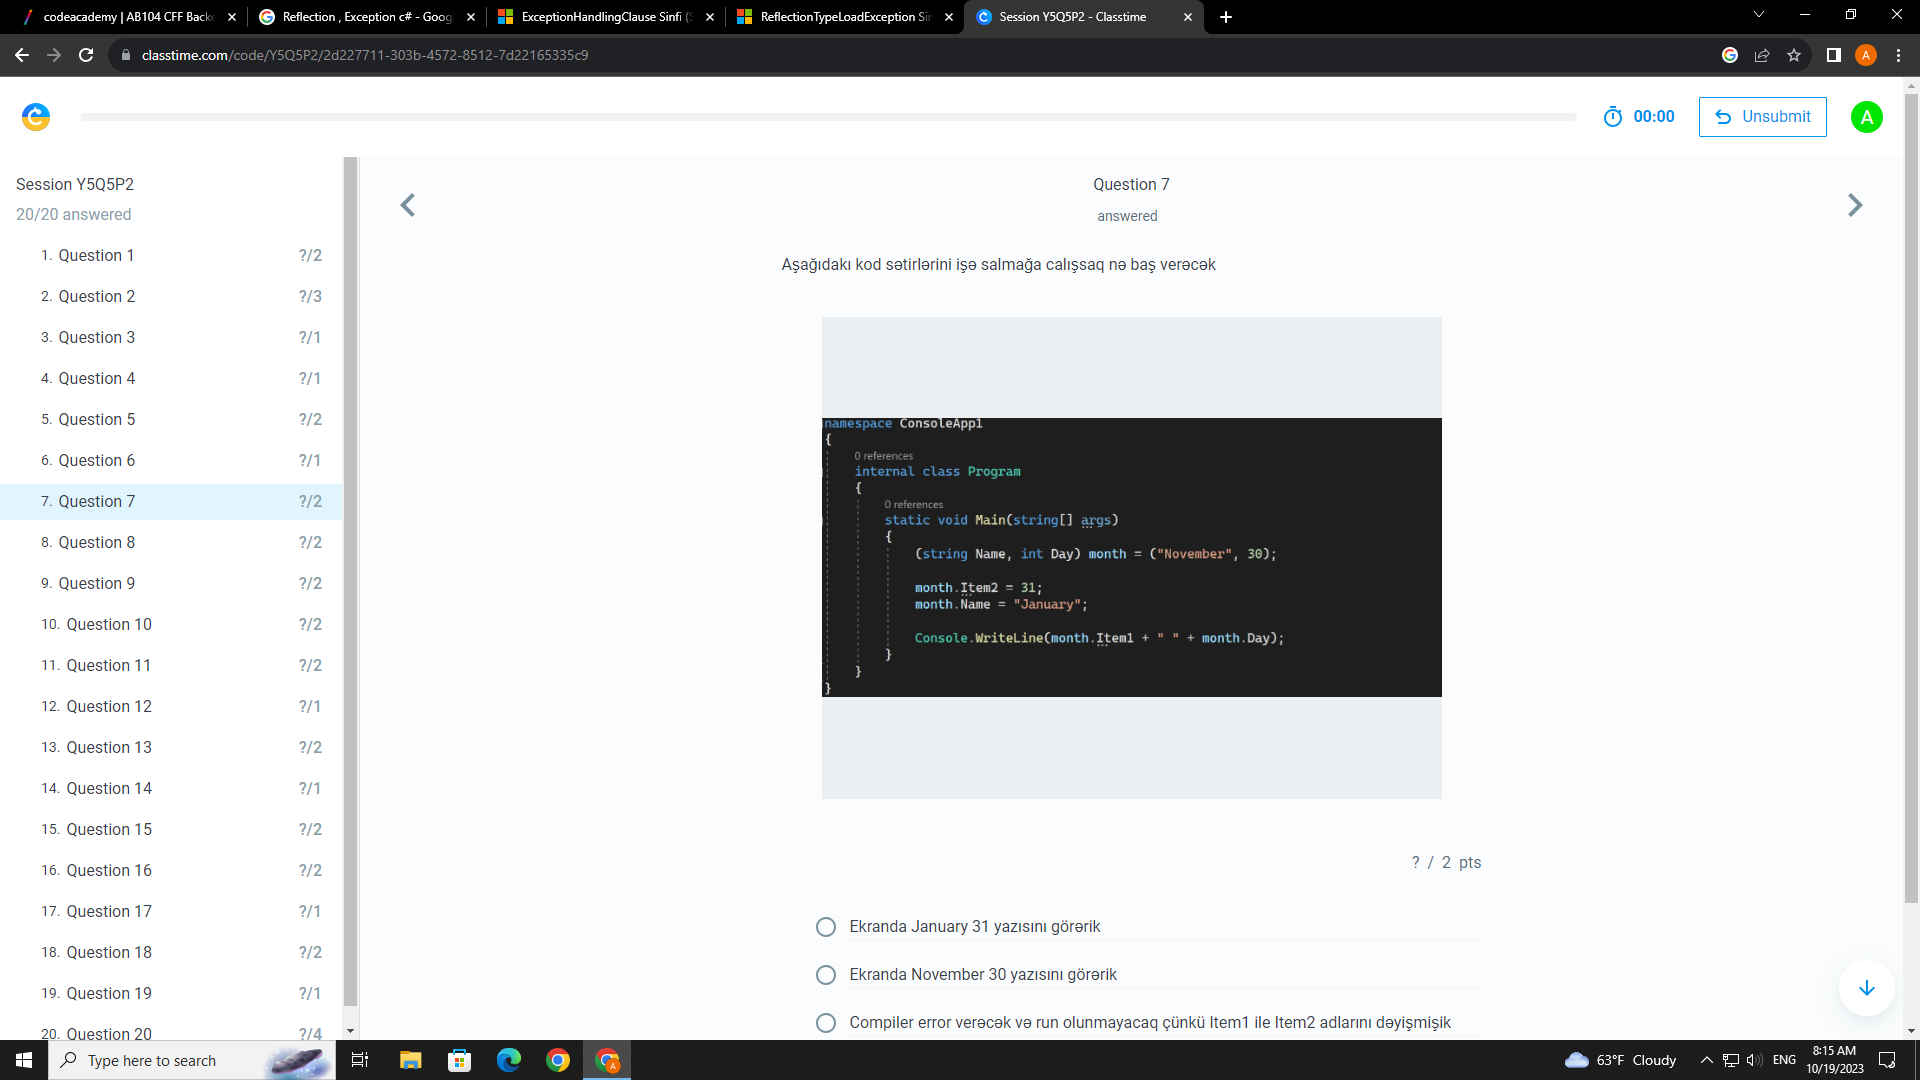 codeacademy | AB104 CFF Backe
Reflection , Exception c# - Goog
ExceptionHandlingClause Sinfi (S
ReflectionTypeLoadException Sin
Session Y5Q5P2 - Classtime
classtime.com/code/Y5Q5P2/2d227711-303b-4572-8512-7d22165335c9
A
00:00
Unsubmit
A
Session Y5Q5P2
20/20 answered
1. Question 1 ?/2
2. Question 2 ?/3
3. Question 3 ?/1
4. Question 4 ?/1
5. Question 5 ?/2
6. Question 6 ?/1
7. Question 7 ?/2
8. Question 8 ?/2
9. Question 9 ?/2
10. Question 10 ?/2
11. Question 11 ?/2
12. Question 12 ?/1
13. Question 13 ?/2
14. Question 14 ?/1
15. Question 15 ?/2
16. Question 16 ?/2
17. Question 17 ?/1
18. Question 18 ?/2
19. Question 19 ?/1
20. Question 20 ?/4
Question 7
answered
Aşağıdakı kod sətirlərini işə salmağa calışsaq nə baş verəcək
namespace ConsoleApp1
{
0 references
internal class Program
{
0 references
static void Main(string[] args)
{
(string Name, int Day) month = ("November", 30);
month.Item2 = 31;
month.Name = "January";
Console.WriteLine(month.Item1 + " " + month.Day);
}
}
}
? / 2 pts
Ekranda January 31 yazısını görərik
Ekranda November 30 yazısını görərik
Compiler error verəcək və run olunmayacaq çünkü Item1 ile Item2 adlarını dəyişmişik
Type here to search
A
63°F Cloudy
ENG
8:15 AM
10/19/2023